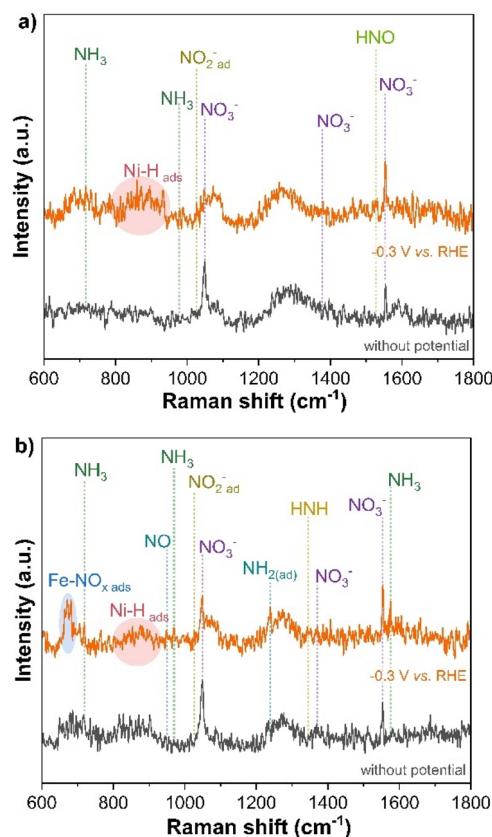 a)
HNO
NH₃
NO₂⁻ ad
NO₃⁻
NH₃
NO₃⁻
NO₃⁻
Ni-H ads
-0.3 V vs. RHE
without potential
Intensity (a.u.)
600 800 1000 1200 1400 1600 1800
Raman shift (cm⁻¹)
b)
NH₃
NH₃
NO₂⁻ ad
HNH
NO₃⁻
NH₃
NO
NO₃⁻
NH₂(ad)
NO₃⁻
Fe-NOₓ ads
Ni-H ads
-0.3 V vs. RHE
without potential
Intensity (a.u.)
600 800 1000 1200 1400 1600 1800
Raman shift (cm⁻¹)